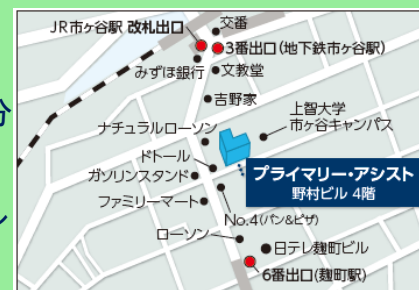 交番
JR市ケ谷駅 改札出口
3番出口(地下鉄市ヶ谷駅)
みずほ銀行
文教堂
分
吉野家
上智大学
市ヶ谷キャンパス
ナチュラルローソン
ドトール
ガソリンスタンド
プライマリー・アシスト
野村ビル 4階
ファミリーマート
No.4(パン&ピザ)
ン
ローソン
日テレ麹町ビル
6番出口(麹町駅)